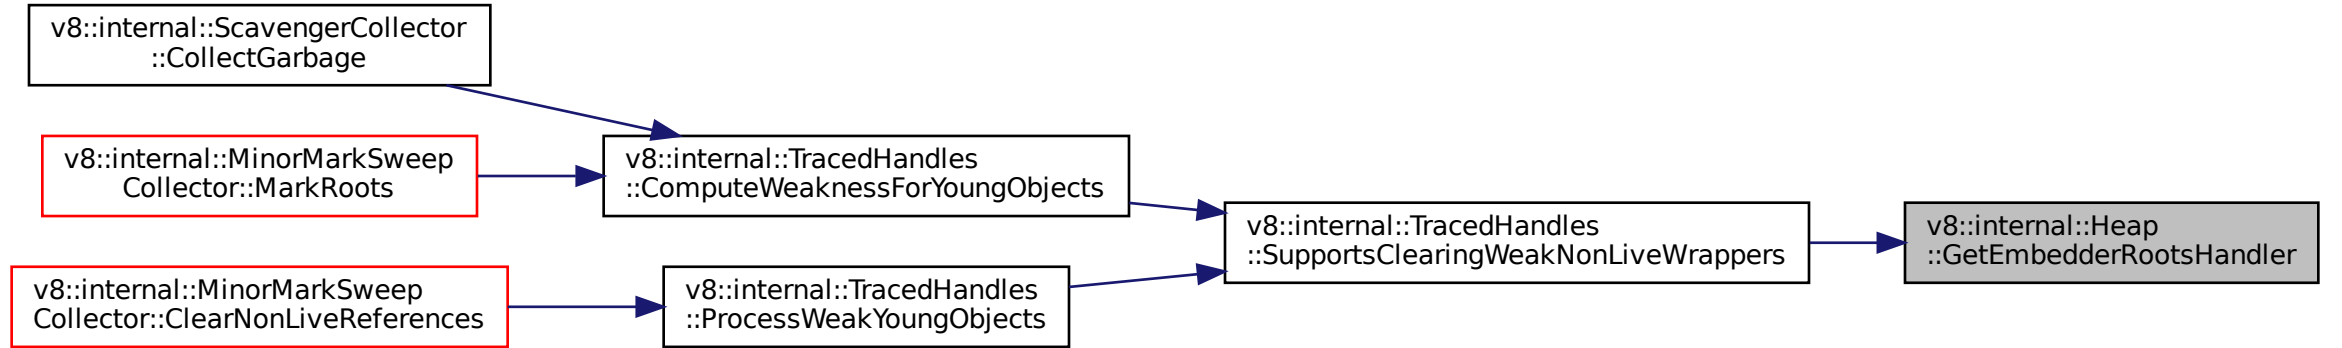 v8::internal::ScavengerCollector
::CollectGarbage
v8::internal::MinorMarkSweep
Collector::MarkRoots
v8::internal::TracedHandles
::ComputeWeaknessForYoungObjects
v8::internal::TracedHandles
::SupportsClearingWeakNonLiveWrappers
v8::internal::Heap
::GetEmbedderRootsHandler
v8::internal::MinorMarkSweep
Collector::ClearNonLiveReferences
v8::internal::TracedHandles
::ProcessWeakYoungObjects